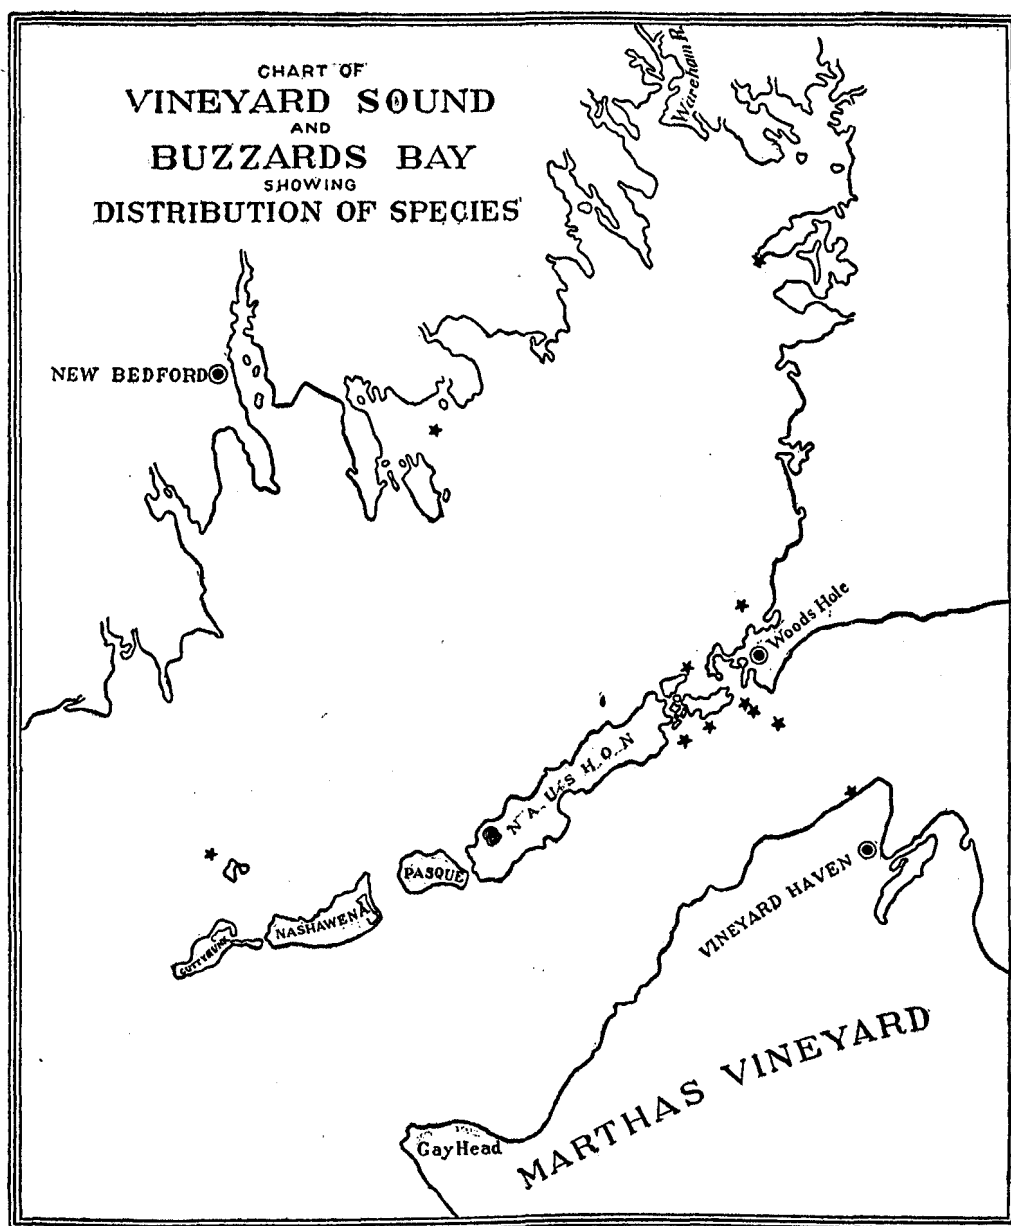 CHART OF
VINEYARD SOUND
AND
BUZZARDS BAY
SHOWING
DISTRIBUTION OF SPECIES
Wareham R.
NEW BEDFORD
Woods Hole
NAUSHON
PASQUE
NASHAWENA
CUTTYHUNK
VINEYARD HAVEN
MARTHAS VINEYARD
Gay Head